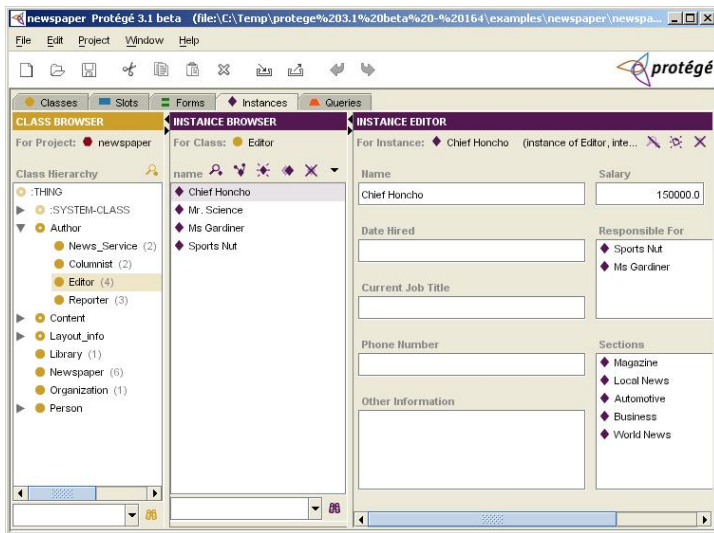 newspaper Protégé 3.1 beta (file:\C:\Temp\protege%203.1%20beta%20-%20164\examples\newspaper\newspa...
File Edit Project Window Help
protégé
Classes Slots Forms Instances Queries
CLASS BROWSER
For Project: newspaper
Class Hierarchy
:THING
:SYSTEM-CLASS
Author
News_Service (2)
Columnist (2)
Editor (4)
Reporter (3)
Content
Layout_info
Library (1)
Newspaper (6)
Organization (1)
Person
INSTANCE BROWSER
For Class: Editor
name
Chief Honcho
Mr. Science
Ms Gardiner
Sports Nut
INSTANCE EDITOR
For Instance: Chief Honcho (instance of Editor, inte...
Name
Chief Honcho
Salary
150000.0
Date Hired
Responsible For
Sports Nut
Ms Gardiner
Current Job Title
Phone Number
Sections
Magazine
Local News
Automotive
Business
World News
Other Information